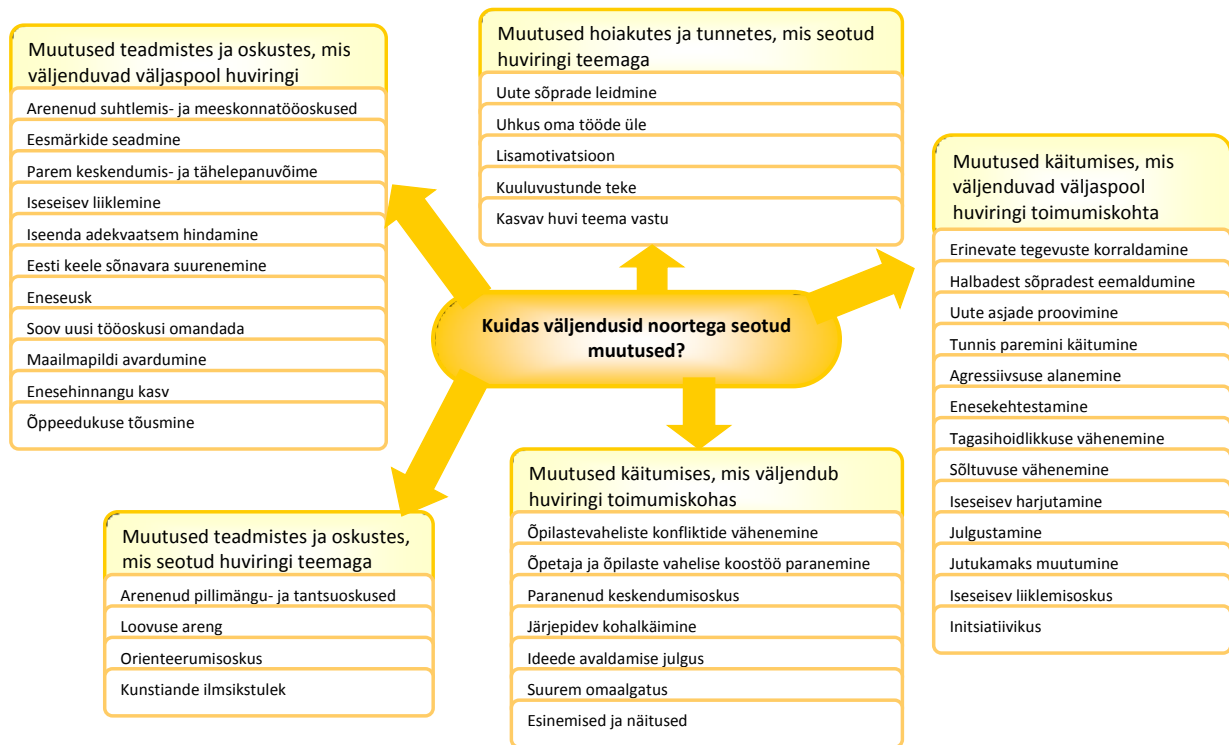 Muutused teadmistes ja oskustes, mis
väljenduvad väljaspool huviringi
Arenenud suhtlemis- ja meeskonnatööoskused
Eesmärkide seadmine
Parem keskendumis- ja tähelepanuvõime
Iseseisev liiklemine
Iseenda adekvaatsem hindamine
Eesti keele sõnavara suurenemine
Eneseusk
Soov uusi tööoskusi omandada
Maailmapildi avardumine
Enesehinnangu kasv
Õppeedukuse tõusmine
Muutused hoiakutes ja tunnetes, mis seotud
huviringi teemaga
Uute sõprade leidmine
Uhkus oma tööde üle
Lisamotivatsioon
Kuuluvustunde teke
Kasvav huvi teema vastu
Muutused käitumises, mis
väljenduvad väljaspool
huviringi toimumiskohta
Erinevate tegevuste korraldamine
Halbadest sõpradest eemaldumine
Uute asjade proovimine
Tunnis paremini käitumine
Agressiivsuse alanemine
Enesekehtestamine
Tagasihoidlikkuse vähenemine
Sõltuvuse vähenemine
Iseseisev harjutamine
Julgustamine
Jutukamaks muutumine
Iseseisev liiklemisoskus
Initsiatiivikus
Kuidas väljendusid noortega seotud
muutused?
Muutused teadmistes ja oskustes,
mis seotud huviringi teemaga
Arenenud pillimängu- ja tantsuoskused
Loovuse areng
Orienteerumisoskus
Kunstiande ilmsikstulek
Muutused käitumises, mis väljendub
huviringi toimumiskohas
Õpilastevaheliste konfliktide vähenemine
Õpetaja ja õpilaste vahelise koostöö paranemine
Paranenud keskendumisoskus
Järjepidev kohalkäimine
Ideede avaldamise julgus
Suurem omaalgatus
Esinemised ja näitused